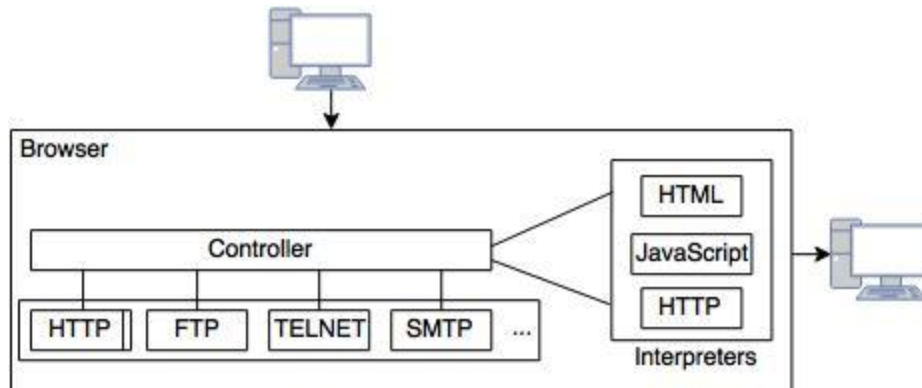 Browser
HTML
Controller
JavaScript
HTTP
HTTP FTP TELNET SMTP ...
Interpreters